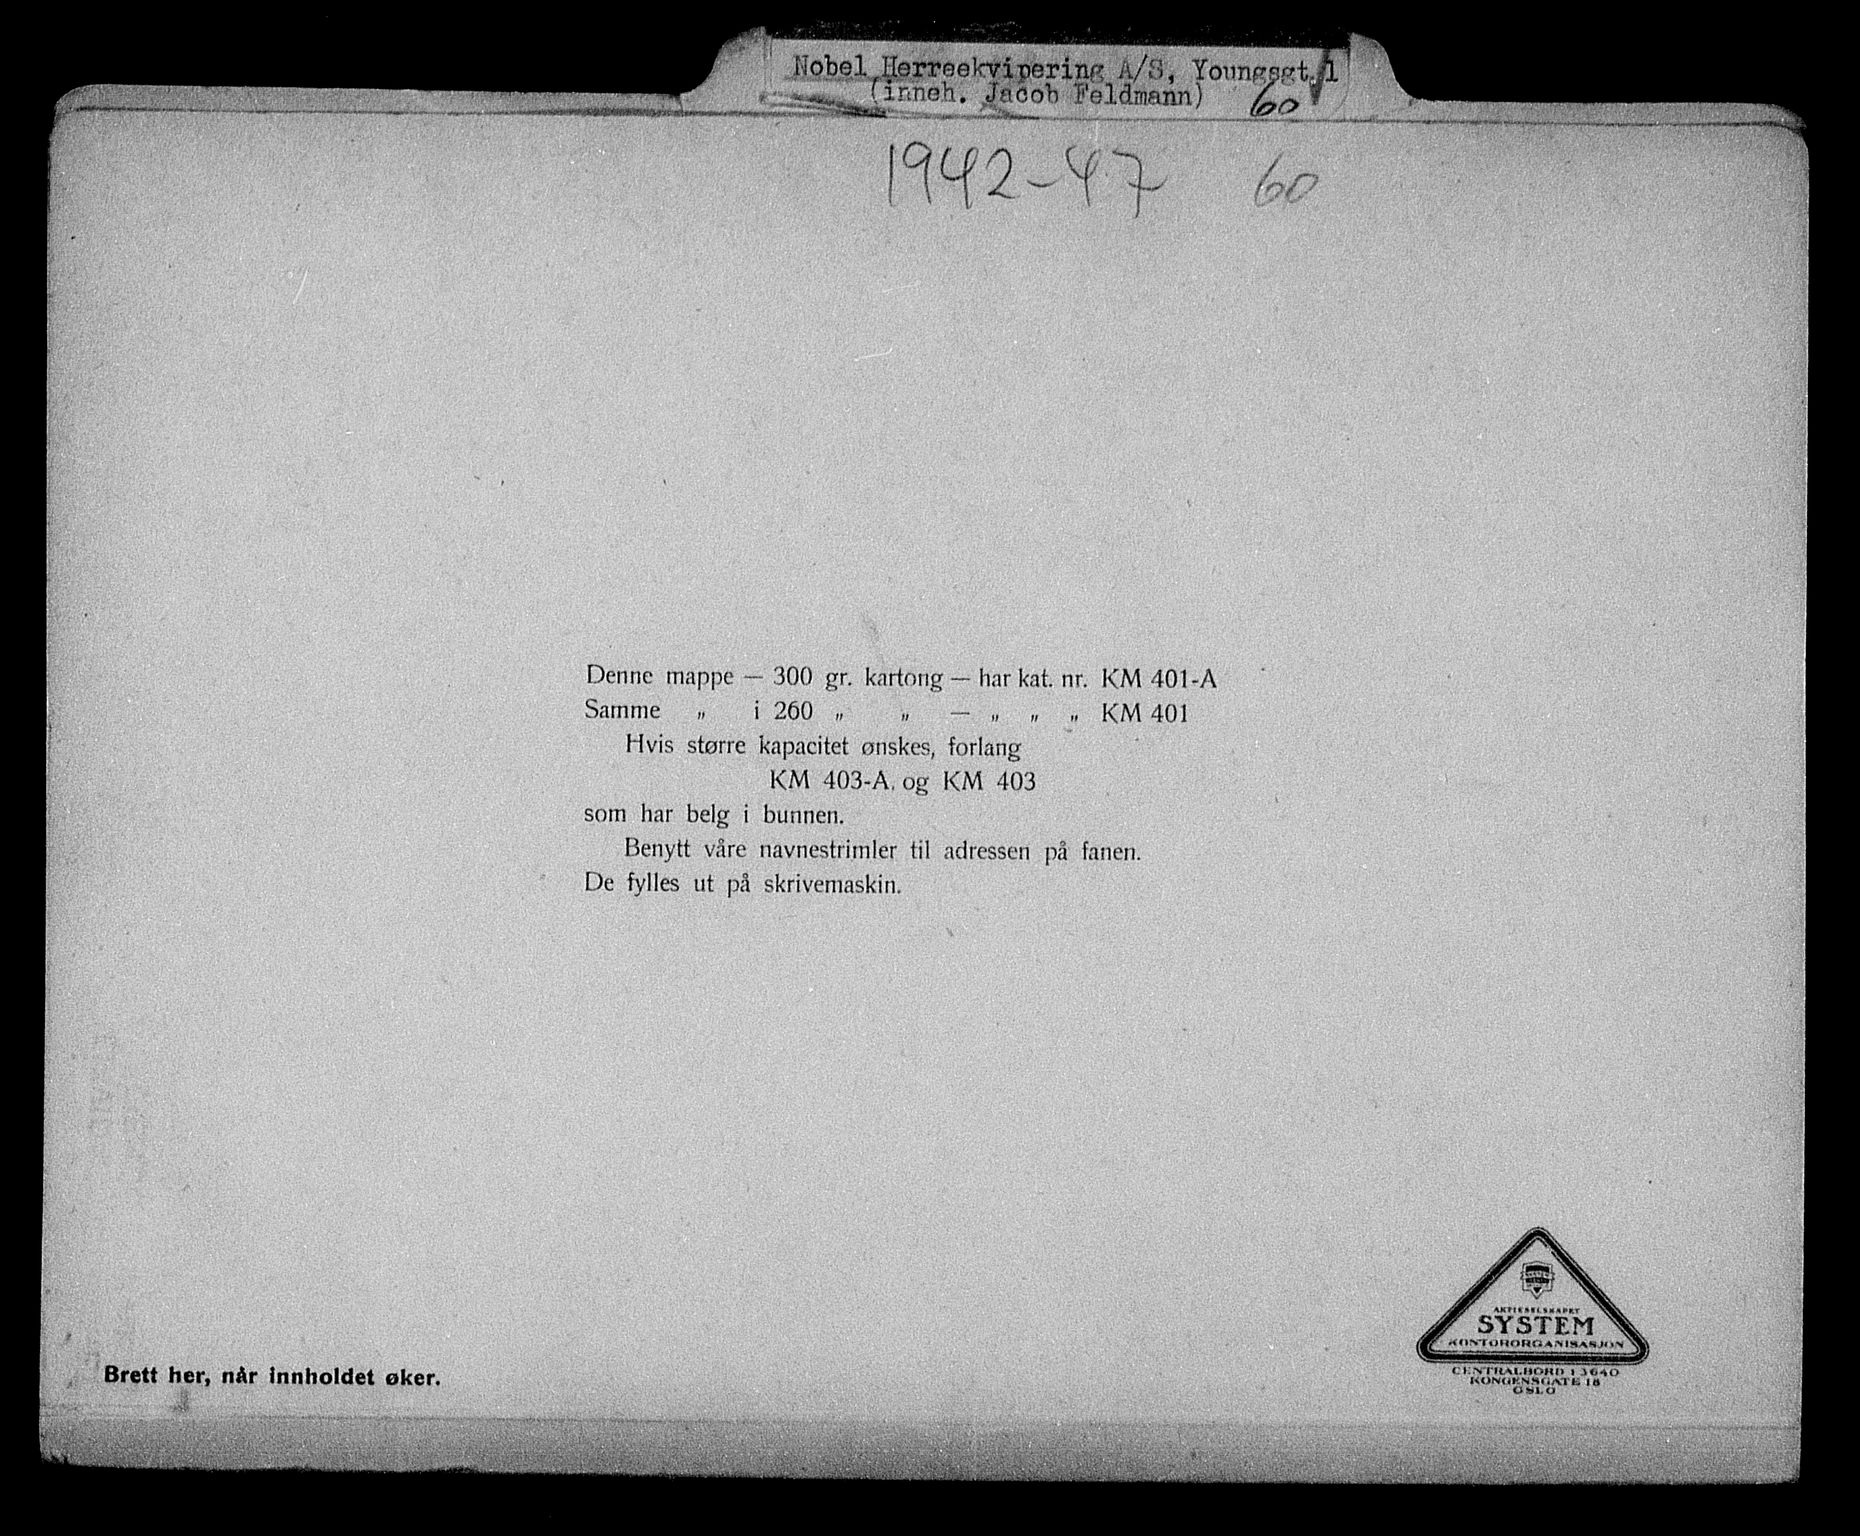 Nobel Herreekvipering A/S, Youngsgt. 1
(inneh. Jacob Feldmann) 60
1942-47 60
Denne mappe — 300 gr. kartong — har kat. nr. KM 401-A
Samme „ i 260 „ „ — „ „ „ KM 401
Hvis større kapacitet ønskes, forlang
KM 403-A. og KM 403
som har belg i bunnen.
Benytt våre navnestrimler til adressen på fanen.
De fylles ut på skrivemaskin.
AKTIESELSKAPET
SYSTEM
KONTORORGANISASJON
CENTRALBORD 13640
KONGENSGATE 18
OSLO
Brett her, når innholdet øker.